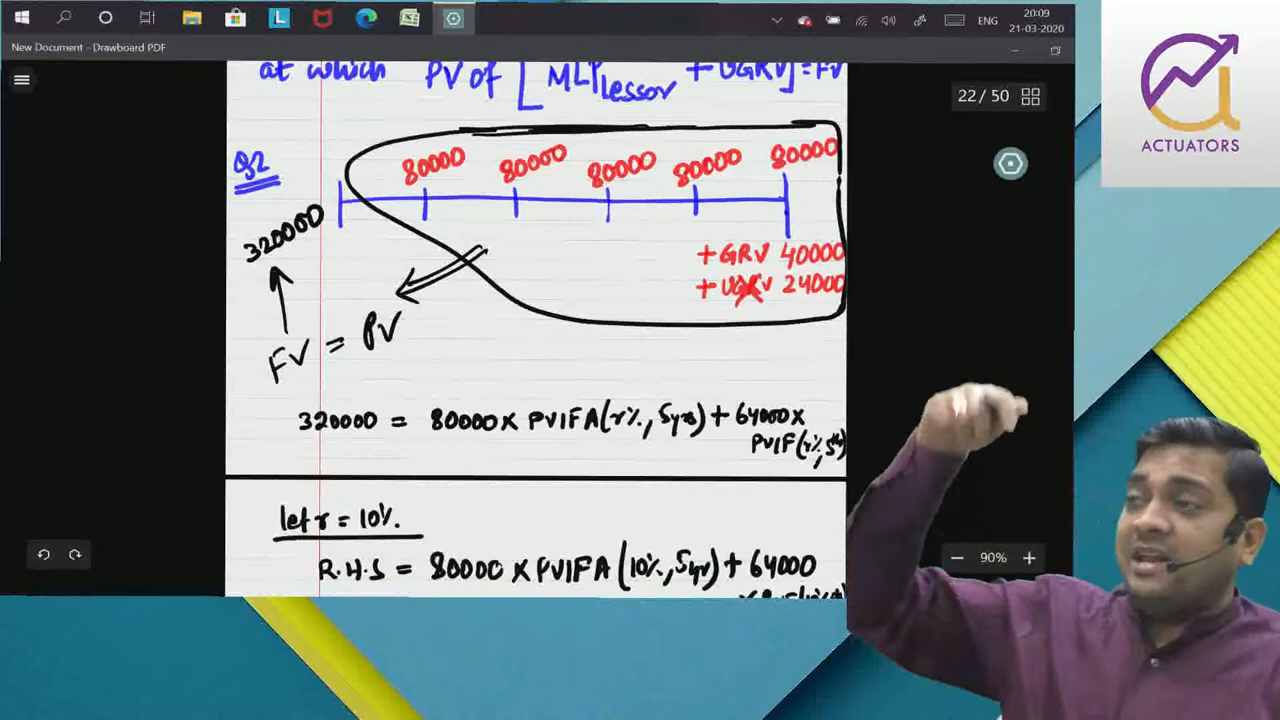 20:09
ENG
21-03-2020
New Document - Drawboard PDF
22 / 50
ACTUATORS
at which PV of [MLP lessor + UGRV] = FV
Q2
80000 80000 80000 80000 80000
320000
+ GRV 40000
+ UGRV 24000
FV = PV
320000 = 80000 x PVIFA (r%, 5yrs) + 64000 x
PVIF (r%, 5th)
let r = 10%.
R.H.S = 80000 x PVIFA (10%, 5yr) + 64000
90%